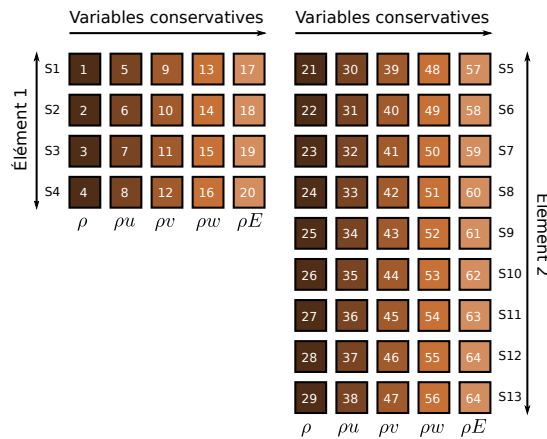 Variables conservatives
Élément 1
S1 1 5 9 13 17
S2 2 6 10 14 18
S3 3 7 11 15 19
S4 4 8 12 16 20
ρ ρu ρv ρw ρE
Variables conservatives
21 30 39 48 57 S5
22 31 40 49 58 S6
23 32 41 50 59 S7
24 33 42 51 60 S8
25 34 43 52 61 S9
26 35 44 53 62 S10
27 36 45 54 63 S11
28 37 46 55 64 S12
29 38 47 56 64 S13
ρ ρu ρv ρw ρE
Élément 2